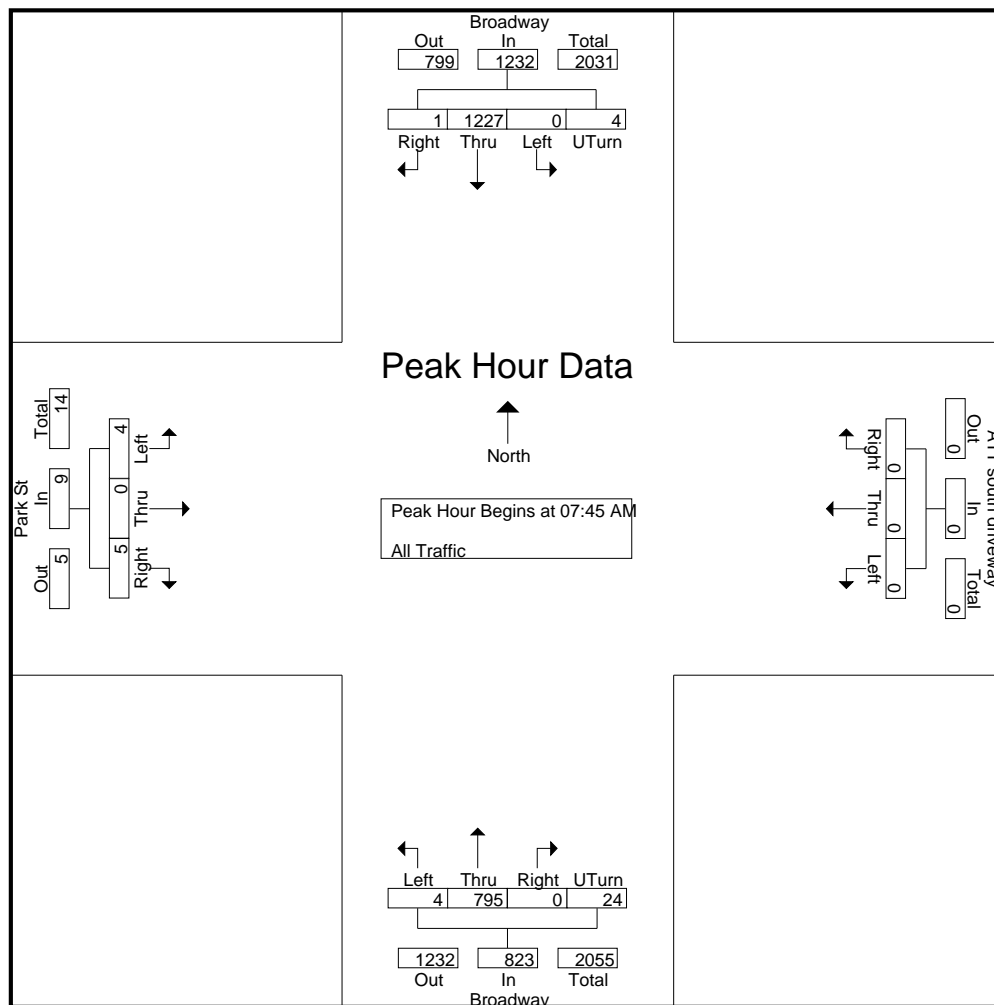 Broadway
Out In Total
799 1232 2031
1 1227 0 4
Right Thru Left UTurn
Peak Hour Data
North
Peak Hour Begins at 07:45 AM
All Traffic
Park St
Total In Out
14 9 5
4 0 5
Left Thru Right
Right Thru Left
0 0 0
Out In Total
0 0 0
south driveway
Left Thru Right UTurn
4 795 0 24
1232 823 2055
Out In Total
Broadway